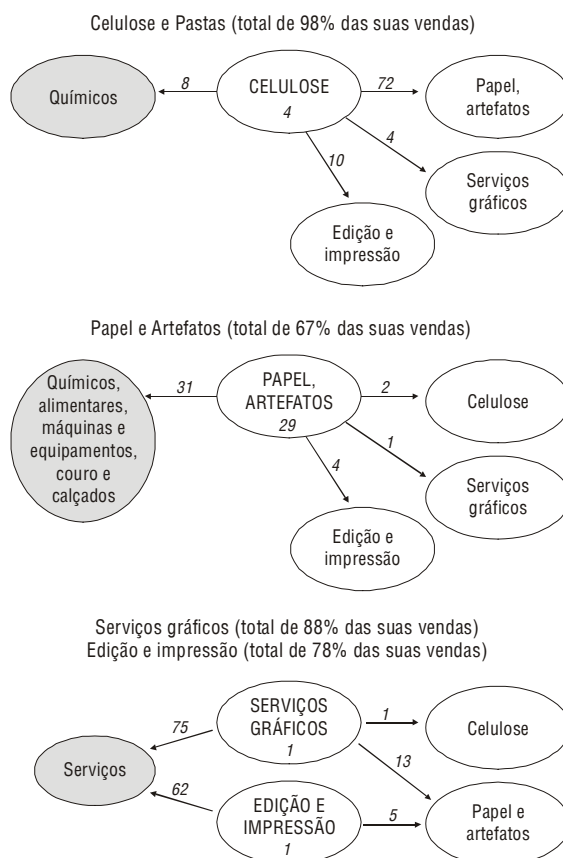 Celulose e Pastas (total de 98% das suas vendas)
Químicos
8
CELULOSE
4
72
Papel,
artefatos
4
10
Serviços
gráficos
Edição e
impressão
Papel e Artefatos (total de 67% das suas vendas)
Químicos,
alimentares,
máquinas e
equipamentos,
couro e
calçados
31
PAPEL,
ARTEFATOS
29
2
Celulose
1
4
Serviços
gráficos
Edição e
impressão
Serviços gráficos (total de 88% das suas vendas)
Edição e impressão (total de 78% das suas vendas)
Serviços
75
SERVIÇOS
GRÁFICOS
1
1
Celulose
13
62
EDIÇÃO E
IMPRESSÃO
1
5
Papel e
artefatos